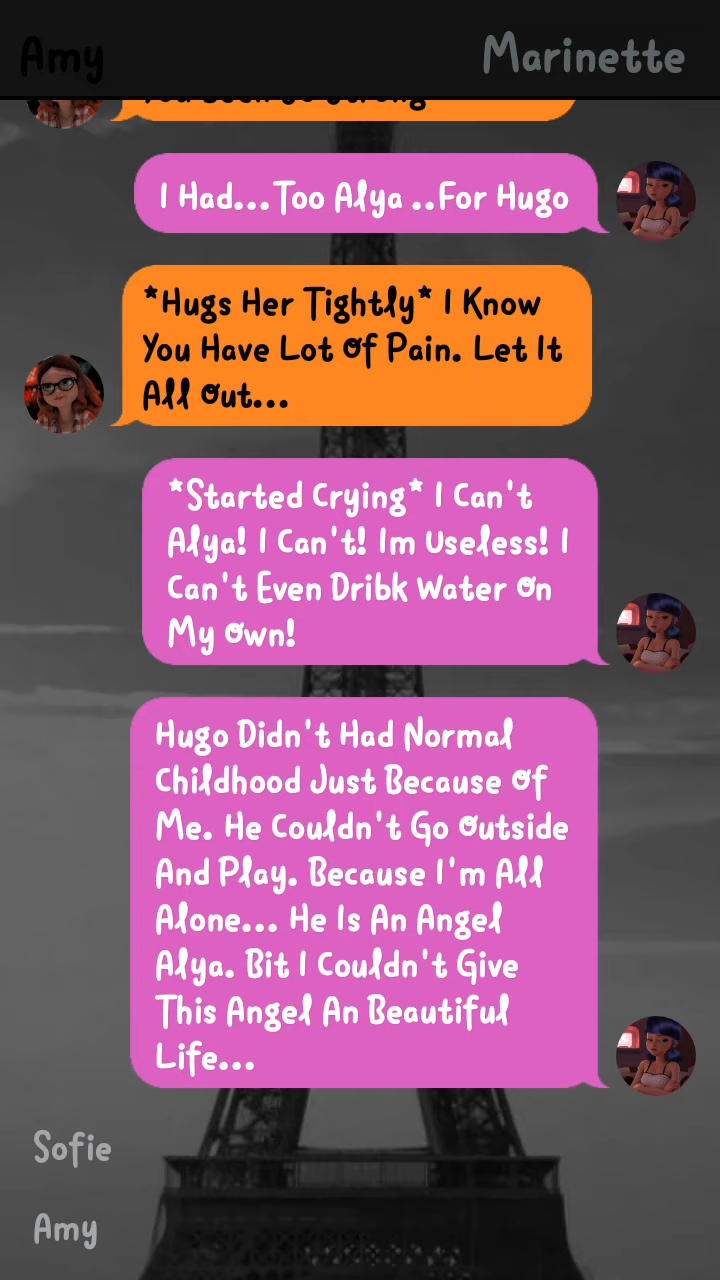 Amy
Marinette
I Had...Too Alya ..For Hugo
*Hugs Her Tightly* I Know
You Have Lot Of Pain. Let It
All Out...
*Started Crying* I Can't
Alya! I Can't! Im Useless! I
Can't Even Dribk Water On
My Own!
Hugo Didn't Had Normal
Childhood Just Because Of
Me. He Couldn't Go Outside
And Play. Because I'm All
Alone... He Is An Angel
Alya. Bit I Couldn't Give
This Angel An Beautiful
Life...
Sofie
Amy